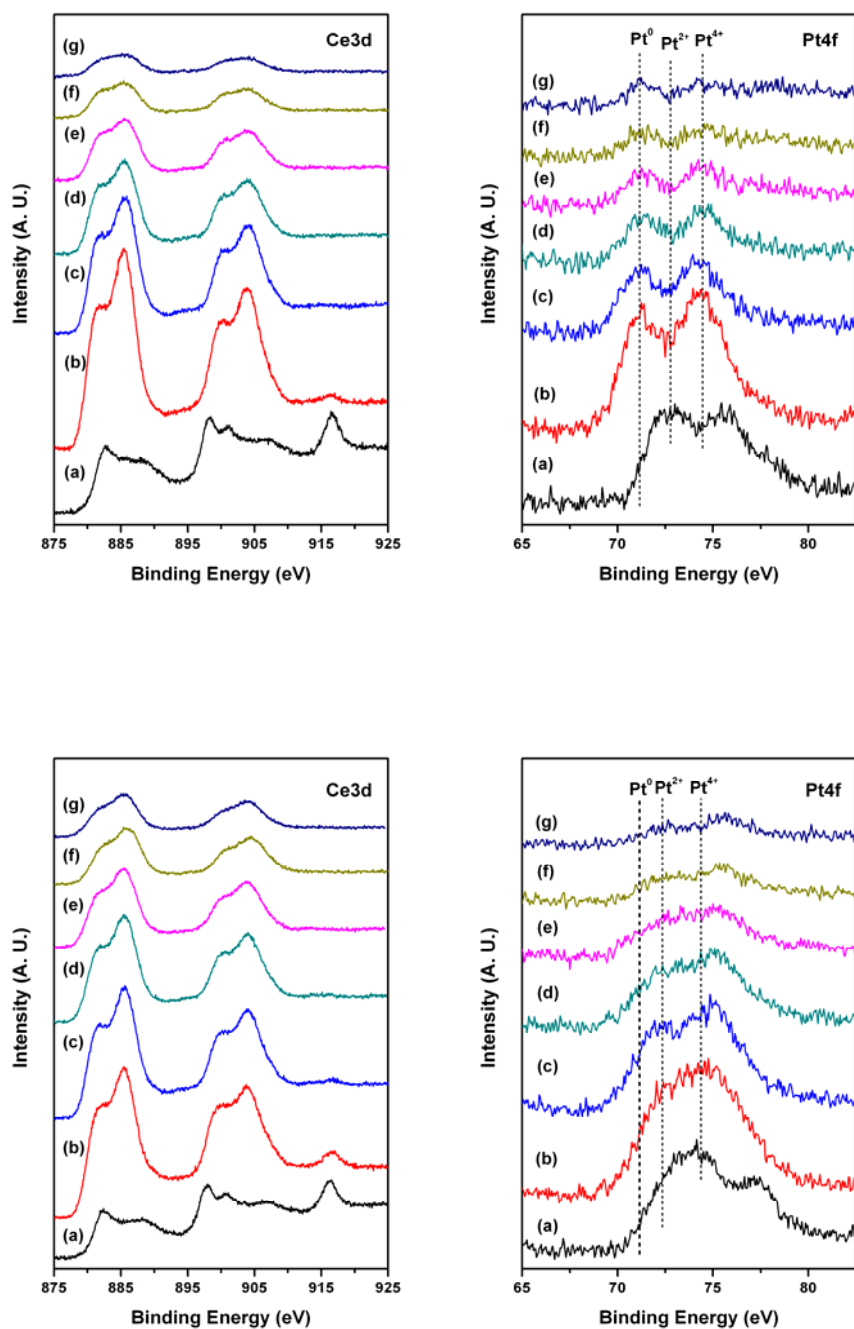 Ce3d
(g)
(f)
(e)
(d)
(c)
(b)
(a)
Intensity (A. U.)
875 885 895 905 915 925
Binding Energy (eV)
Pt⁰ Pt²⁺ Pt⁴⁺ Pt4f
(g)
(f)
(e)
(d)
(c)
(b)
(a)
Intensity (A. U.)
65 70 75 80
Binding Energy (eV)
Ce3d
(g)
(f)
(e)
(d)
(c)
(b)
(a)
Intensity (A. U.)
875 885 895 905 915 925
Binding Energy (eV)
Pt⁰ Pt²⁺ Pt⁴⁺ Pt4f
(g)
(f)
(e)
(d)
(c)
(b)
(a)
Intensity (A. U.)
65 70 75 80
Binding Energy (eV)